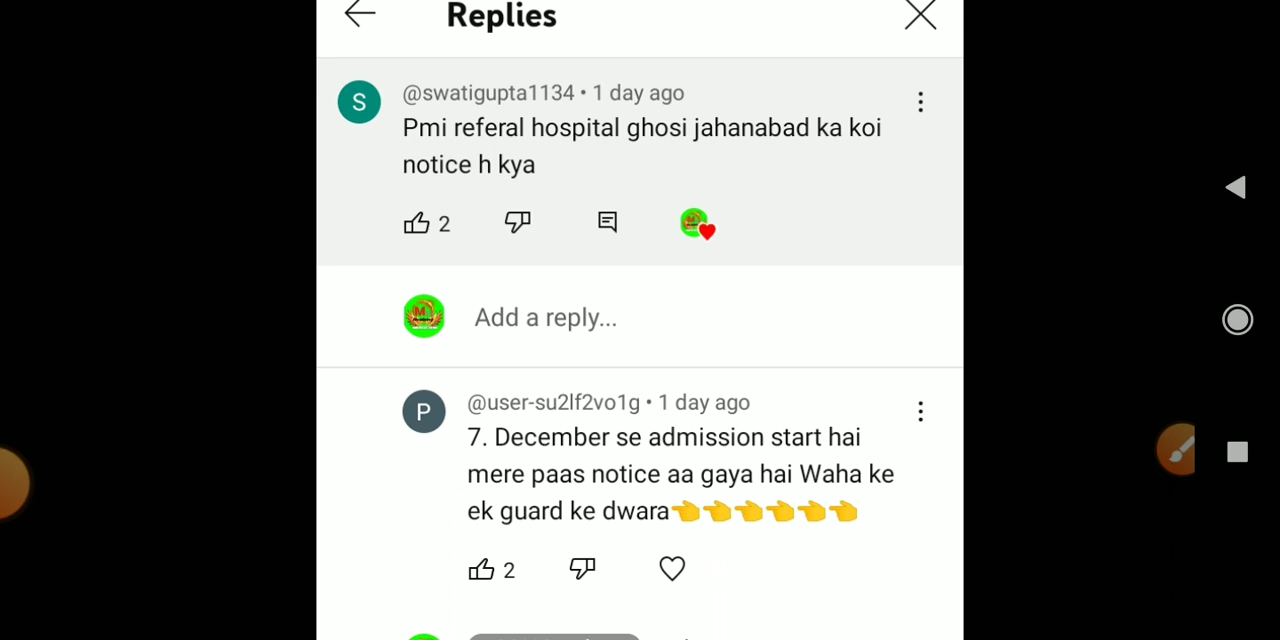 Replies
@swatigupta1134 • 1 day ago
S
Pmi referal hospital ghosi jahanabad ka koi
notice h kya
2
M
Add a reply...
@user-su2lf2vo1g • 1 day ago
P
7. December se admission start hai
mere paas notice aa gaya hai Waha ke
ek guard ke dwara👈👈👈👈👈👈
2